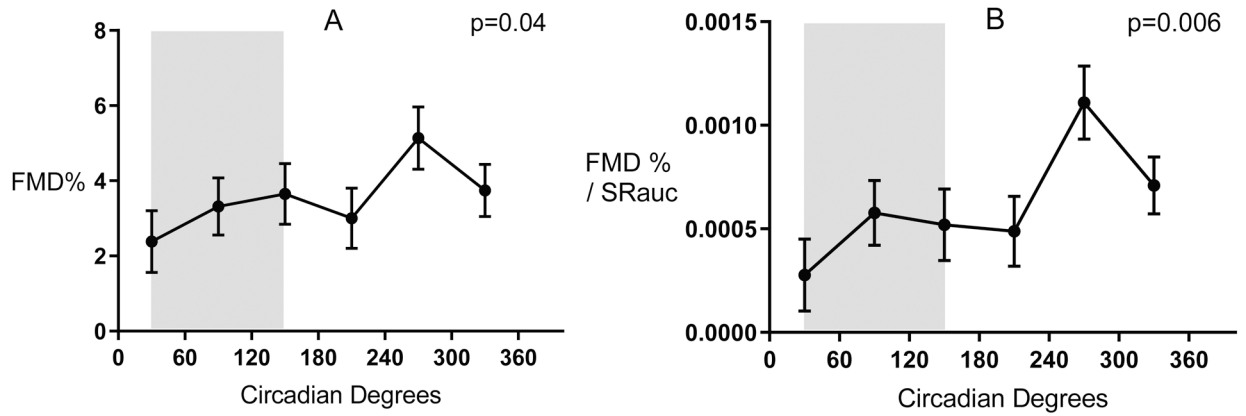 A
p=0.04
8
6
FMD%
4
2
0
0 60 120 180 240 300 360
Circadian Degrees
B
p=0.006
0.0015
0.0010
FMD %
/ SRauc
0.0005
0.0000
0 60 120 180 240 300 360
Circadian Degrees